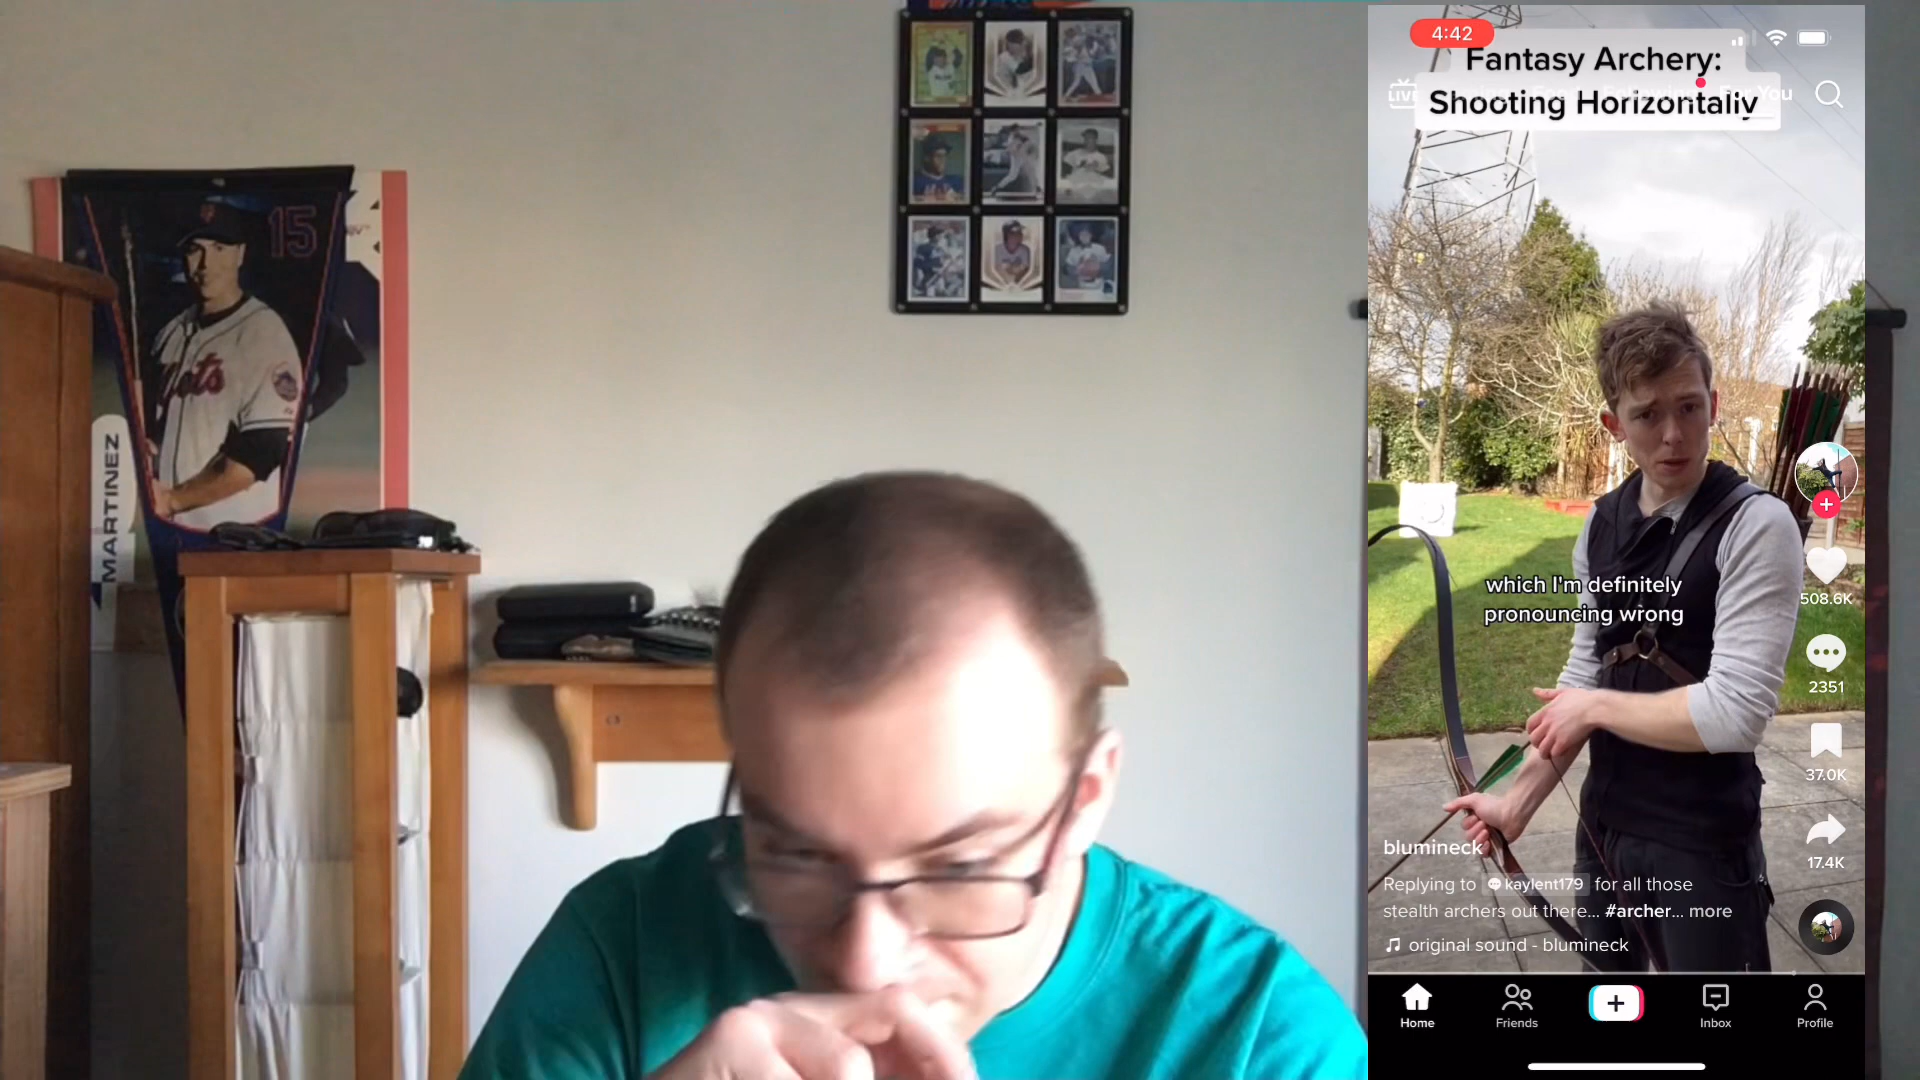 15
Mets
MARTINEZ
4:42
Fantasy Archery:
Shooting Horizontally
LIVE
You
which I'm definitely
pronouncing wrong
508.6K
2351
37.0K
17.4K
blumineck
Replying to kaylent179 for all those
stealth archers out there... #archer... more
original sound - blumineck
Home
Friends
Inbox
Profile